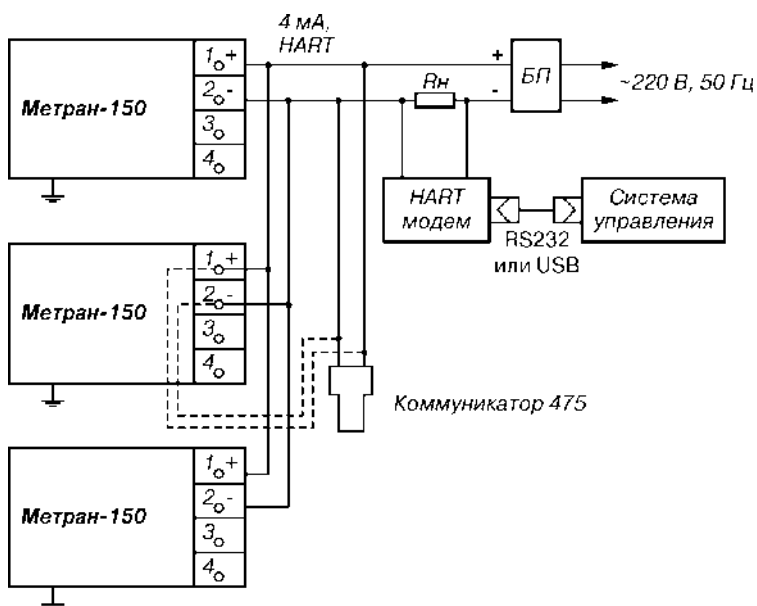 4 мА,
HART
Метран-150
1 +
2 -
3
4
+
-
Rн
БП
~220 В, 50 Гц
HART
модем
RS232
или USB
Система
управления
Метран-150
1 +
2 -
3
4
Коммуникатор 475
Метран-150
1 +
2 -
3
4